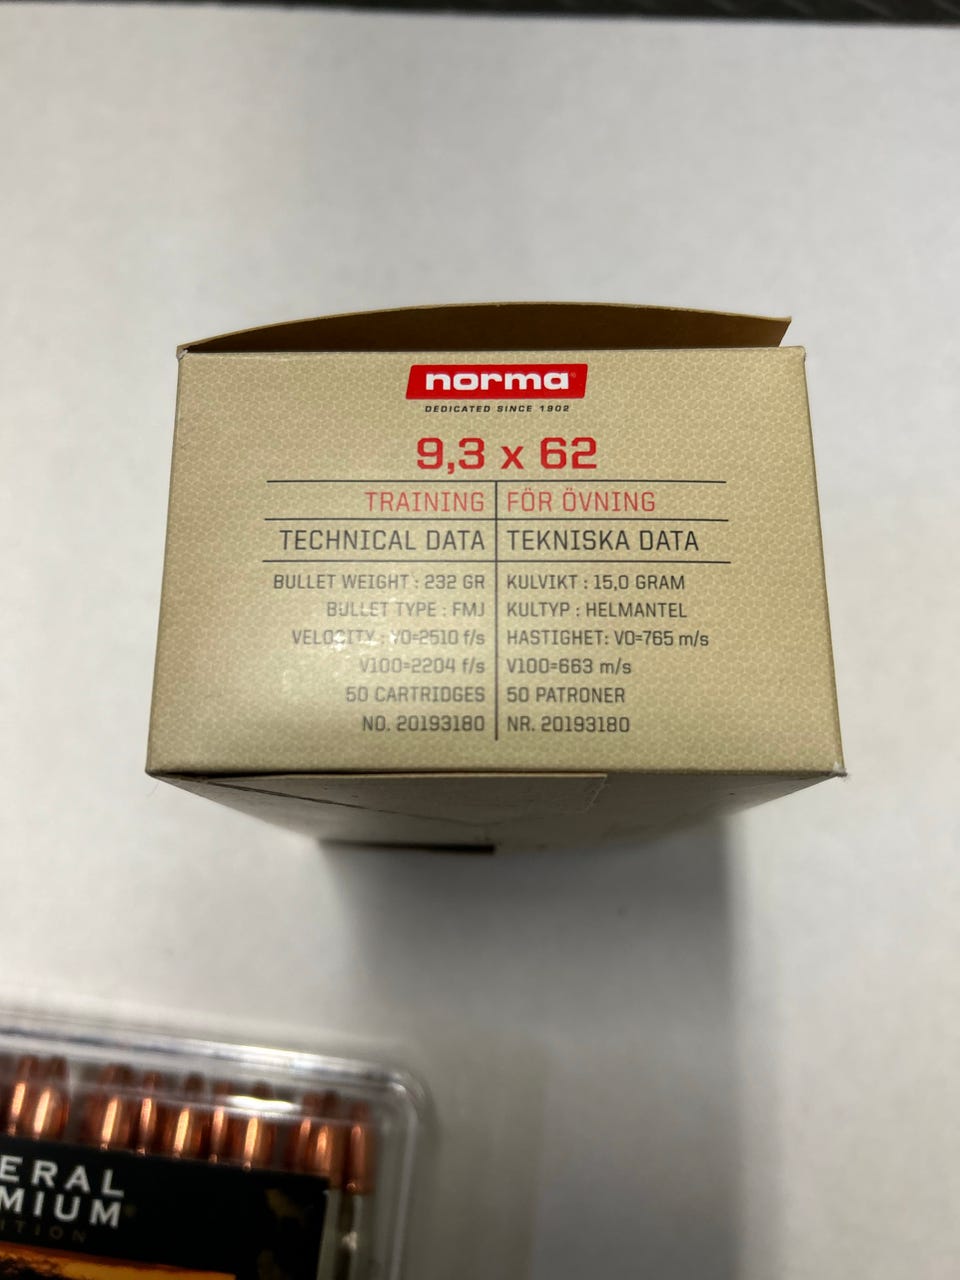 norma
DEDICATED SINCE 1902
9,3 x 62
TRAINING FÖR ÖVNING
TECHNICAL DATA TEKNISKA DATA
BULLET WEIGHT : 232 GR KULVIKT : 15,0 GRAM
BULLET TYPE : FMJ KULTYP : HELMANTEL
VELOCITY : V0=2510 f/s HASTIGHET: V0=765 m/s
V100=2204 f/s V100=663 m/s
50 CARTRIDGES 50 PATRONER
NO. 20193180 NR. 20193180
ERAL
MIUM
ITION